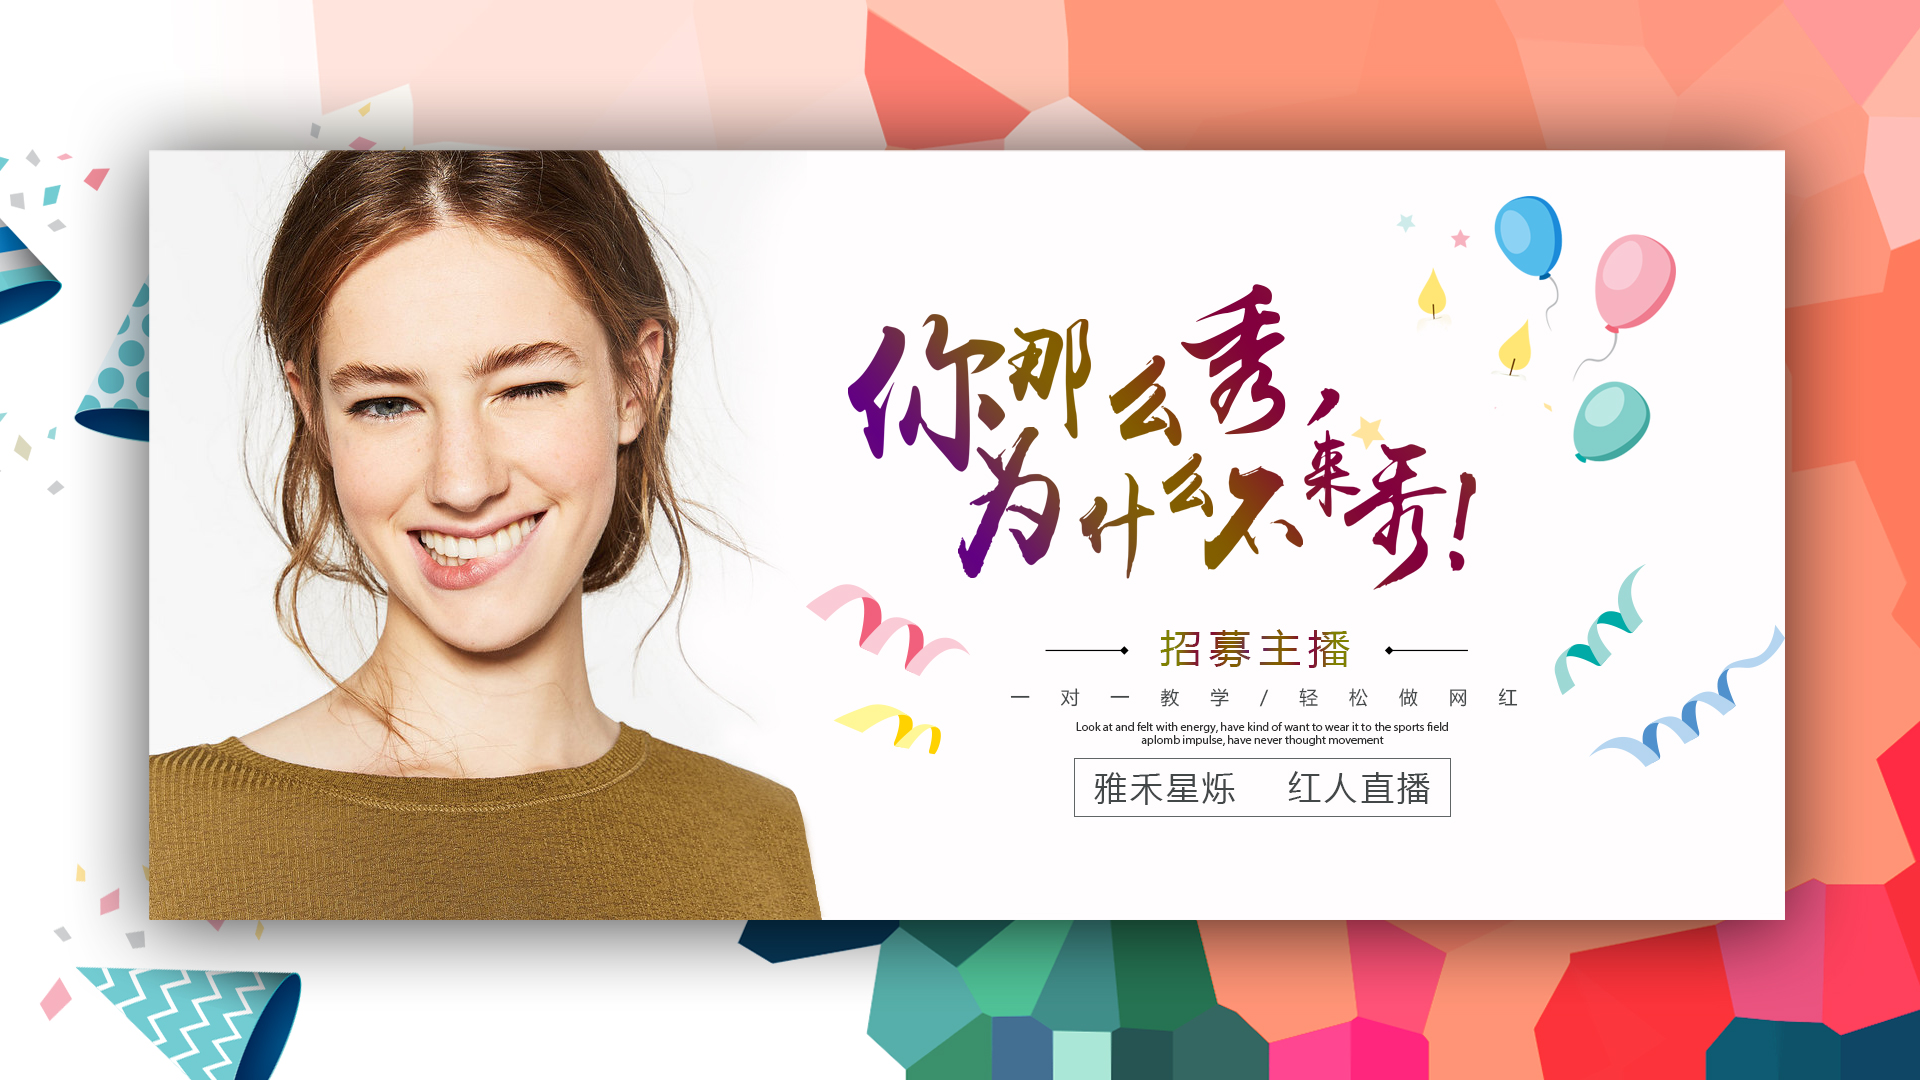 你那么秀，
为什么不来秀！
招募主播
一对一教学/轻松做网红
Look at and felt with energy, have kind of want to wear it to the sports field
aplomb impulse, have never thought movement
雅禾星烁 红人直播